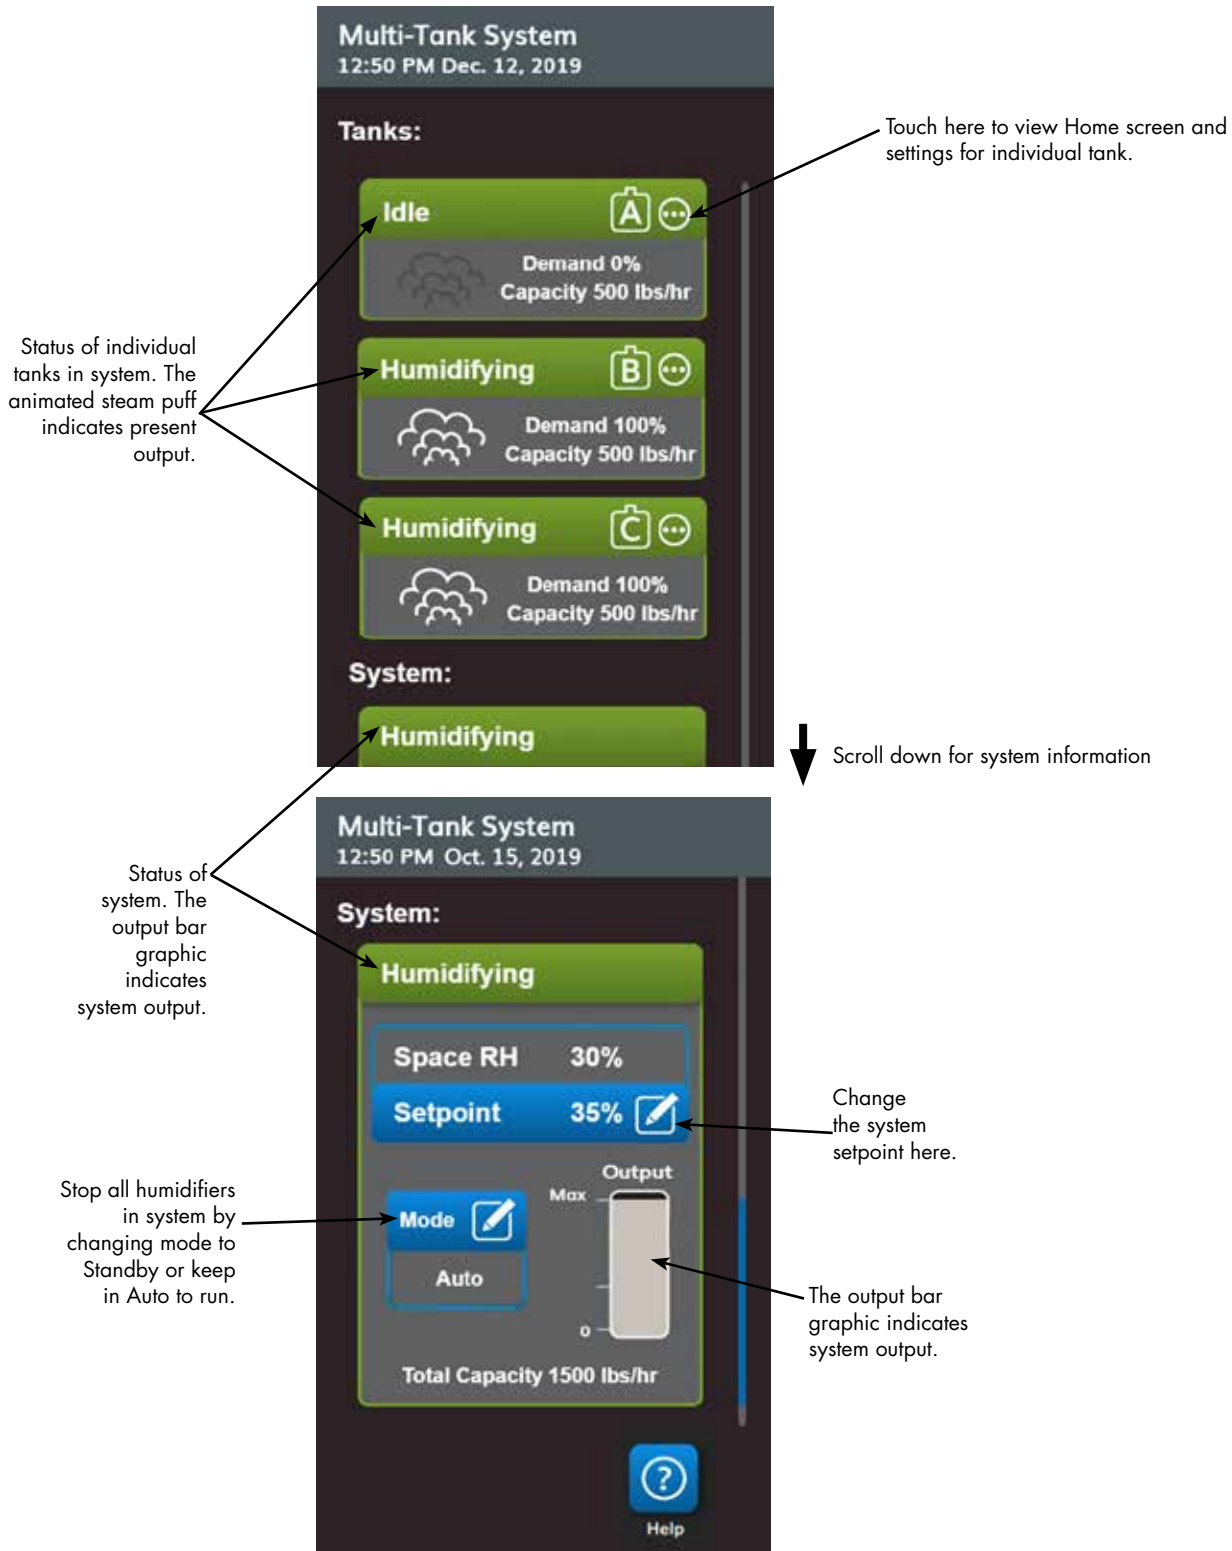 Multi-Tank System
12:50 PM Dec. 12, 2019
Tanks:
Touch here to view Home screen and
settings for individual tank.
Idle
A
Demand 0%
Capacity 500 lbs/hr
Status of individual
tanks in system. The
animated steam puff
indicates present
output.
Humidifying
B
Demand 100%
Capacity 500 lbs/hr
Humidifying
C
Demand 100%
Capacity 500 lbs/hr
System:
Humidifying
Scroll down for system information
Multi-Tank System
12:50 PM Oct. 15, 2019
Status of
system. The
output bar
graphic
indicates
system output.
System:
Humidifying
Space RH 30%
Setpoint 35%
Change
the system
setpoint here.
Stop all humidifiers
in system by
changing mode to
Standby or keep
in Auto to run.
Mode
Auto
Output
Max
0
The output bar
graphic indicates
system output.
Total Capacity 1500 lbs/hr
?
Help